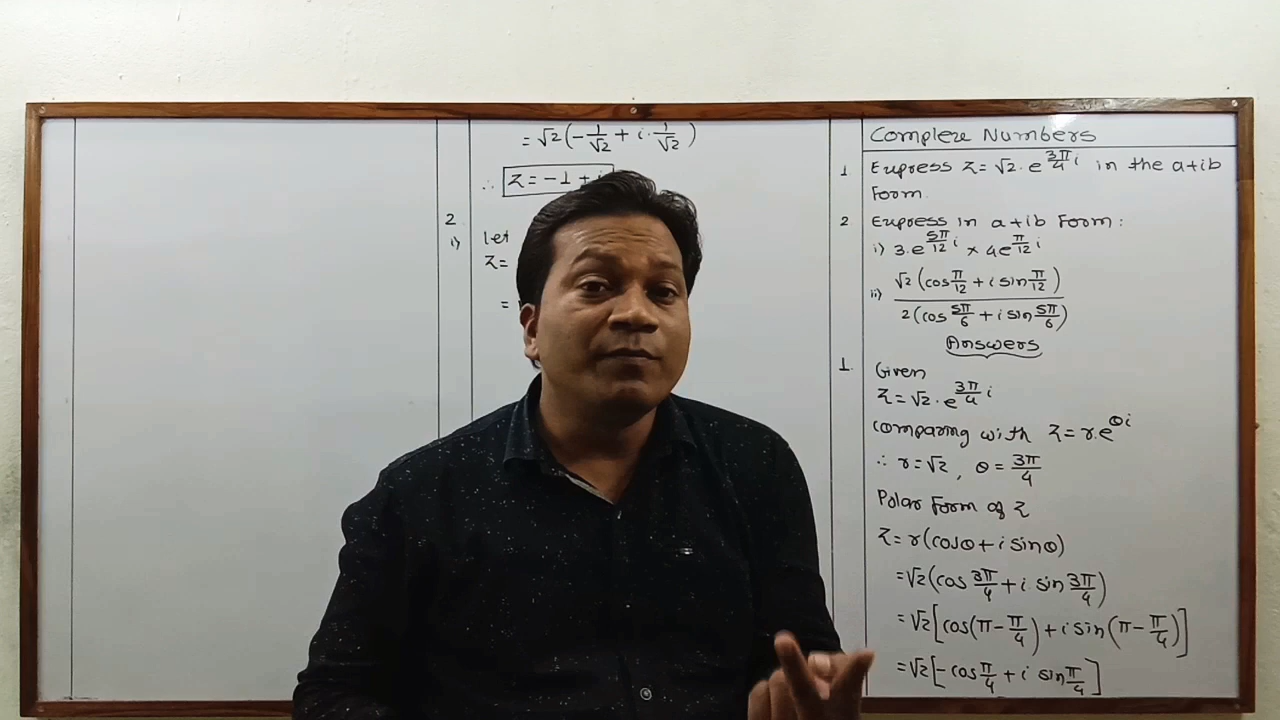 Complex Numbers
1 Express z = √2 · e^(3π/4 i) in the a+ib
Form.
2 Express in a+ib Form:
i) 3·e^(5π/12 i) × 4e^(π/12 i)
ii) √2 (cos π/12 + i sin π/12) / 2 (cos 5π/6 + i sin 5π/6)
Answers
1. Given
z = √2 · e^(3π/4 i)
Comparing with z = r·e^(θi)
∴ r = √2, θ = 3π/4
Polar Form of z
z = r(cosθ + i sinθ)
= √2 (cos 3π/4 + i sin 3π/4)
= √2 [cos(π − π/4) + i sin(π − π/4)]
= √2 [−cos π/4 + i sin π/4]
= √2 (−1/√2 + i · 1/√2)
∴ z = −1 + i
2
i) Let
z =
=